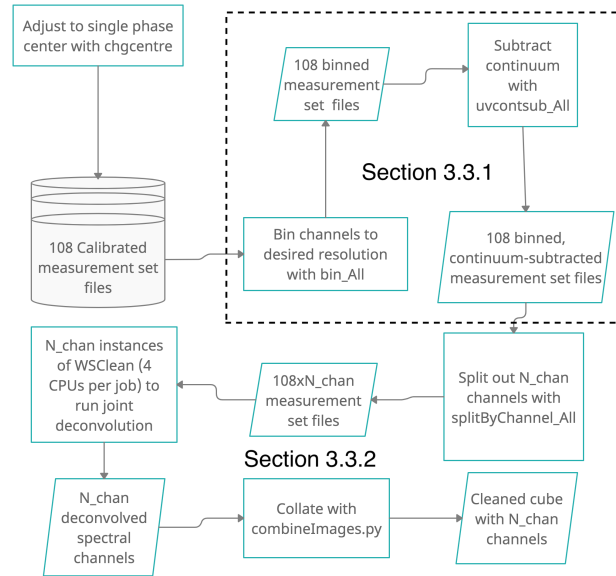 Adjust to single phase
center with chgcentre
108 Calibrated
measurement set
files
Bin channels to
desired resolution
with bin_All
108 binned
measurement
set files
Subtract
continuum
with
uvcontsub_All
Section 3.3.1
108 binned,
continuum-subtracted
measurement set files
Split out N_chan
channels with
splitByChannel_All
108xN_chan
measurement
set files
N_chan instances
of WSClean (4
CPUs per job) to
run joint
deconvolution
Section 3.3.2
N_chan
deconvolved
spectral
channels
Collate with
combineImages.py
Cleaned cube
with N_chan
channels